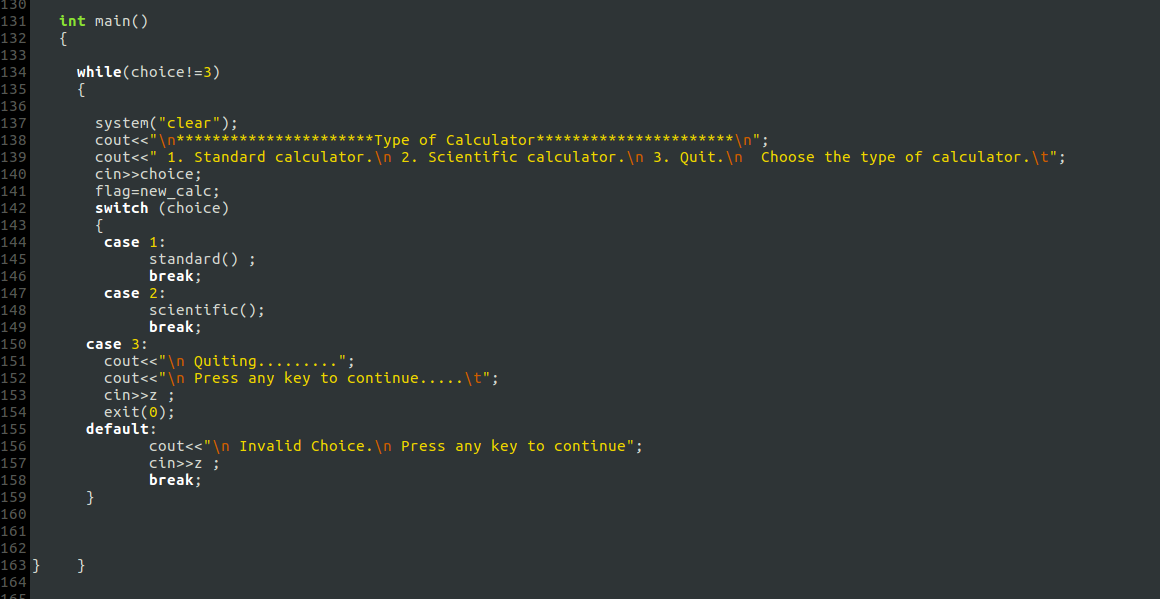 130
131 int main()
132 {
133
134 while(choice!=3)
135 {
136
137 system("clear");
138 cout<<"\n**********************Type of Calculator**********************\n";
139 cout<<" 1. Standard calculator.\n 2. Scientific calculator.\n 3. Quit.\n  Choose the type of calculator.\t";
140 cin>>choice;
141 flag=new_calc;
142 switch (choice)
143 {
144 case 1:
145 standard() ;
146 break;
147 case 2:
148 scientific();
149 break;
150 case 3:
151 cout<<"\n Quiting.........";
152 cout<<"\n Press any key to continue.....\t";
153 cin>>z ;
154 exit(0);
155 default:
156 cout<<"\n Invalid Choice.\n Press any key to continue";
157 cin>>z ;
158 break;
159 }
160
161
162
163 } }
164
165